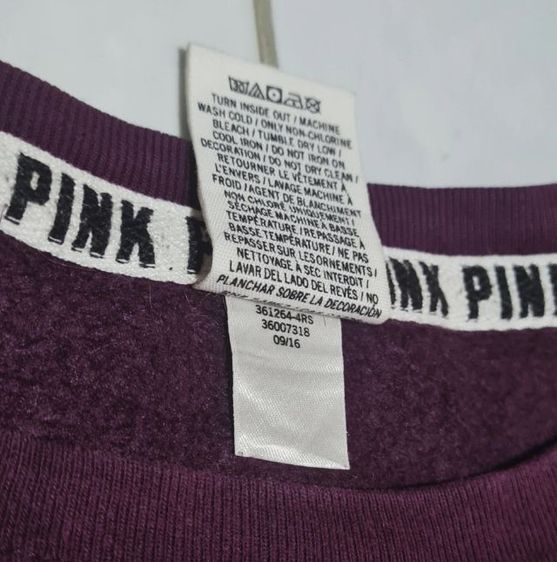 TURN INSIDE OUT / MACHINE
WASH COLD / ONLY NON-CHLORINE
BLEACH / TUMBLE DRY LOW /
COOL IRON / DO NOT IRON ON
DECORATION / DO NOT DRY CLEAN /
RETOURNER LE VÊTEMENT À
L'ENVERS / LAVAGE MACHINE À
FROID / AGENT DE BLANCHIMENT
NON CHLORÉ UNIQUEMENT /
SÉCHAGE MACHINE À BASSE
TEMPÉRATURE / REPASSAGE À
BASSE TEMPÉRATURE / NE PAS
REPASSER SUR LES ORNEMENTS /
NETTOYAGE À SEC INTERDIT /
LAVAR DEL LADO DEL REVÉS / NO
PLANCHAR SOBRE LA DECORACIÓN
PINK P INK PINK
361264-4RS
36007318
09/16